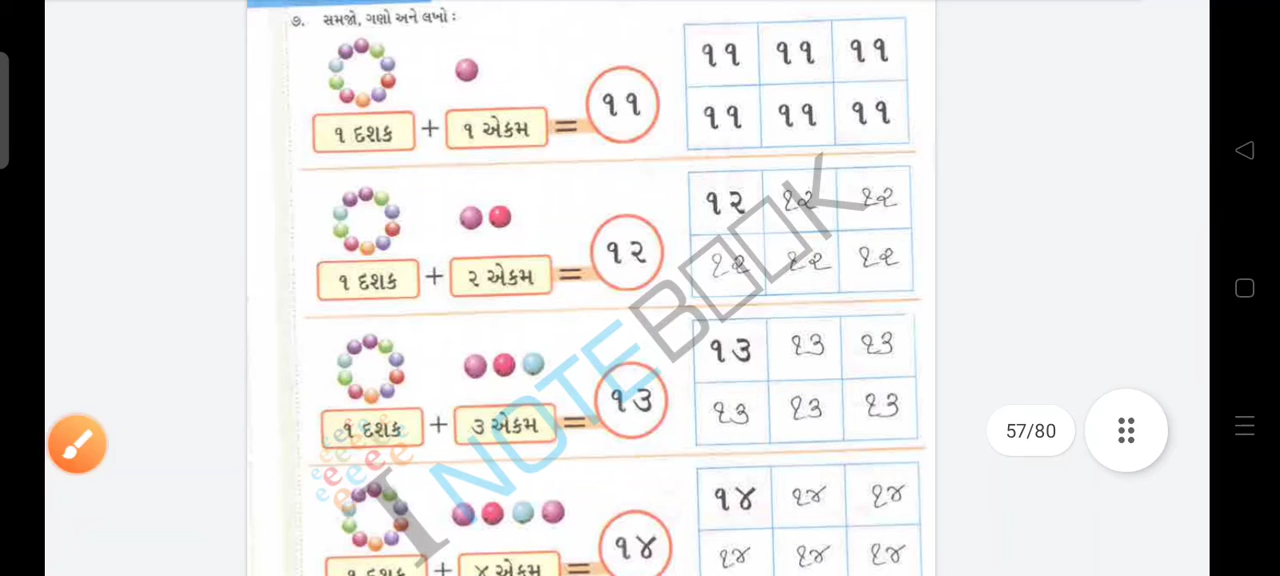 ૭. સમજો, ગણો અને લખો :
૧ દશક + ૧ એકમ = ૧૧
૧૧ ૧૧ ૧૧
૧૧ ૧૧ ૧૧
૧ દશક + ૨ એકમ = ૧૨
૧૨ ૧૨ ૧૨
૧૨ ૧૨ ૧૨
૧ દશક + ૩ એકમ = ૧૩
૧૩ ૧૩ ૧૩
૧૩ ૧૩ ૧૩
૧ દશક + ૪ એકમ = ૧૪
૧૪ ૧૪ ૧૪
૧૪ ૧૪ ૧૪
I NOTEBOOK
57/80